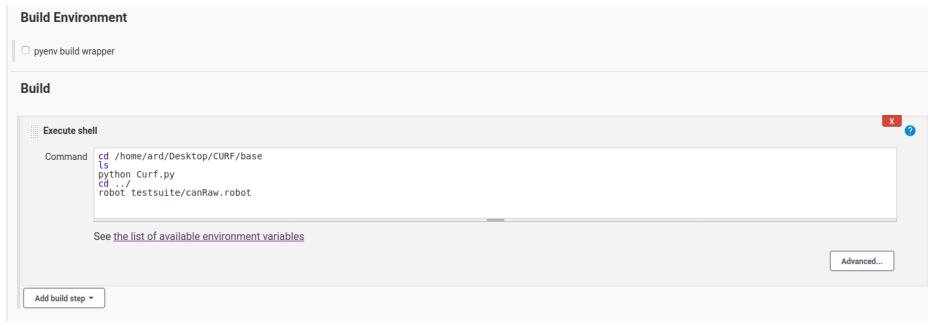 Build Environment
pyenv build wrapper
Build
X
Execute shell
?
Command
cd /home/ard/Desktop/CURF/base
ls
python Curf.py
cd ../
robot testsuite/canRaw.robot
See the list of available environment variables
Advanced...
Add build step